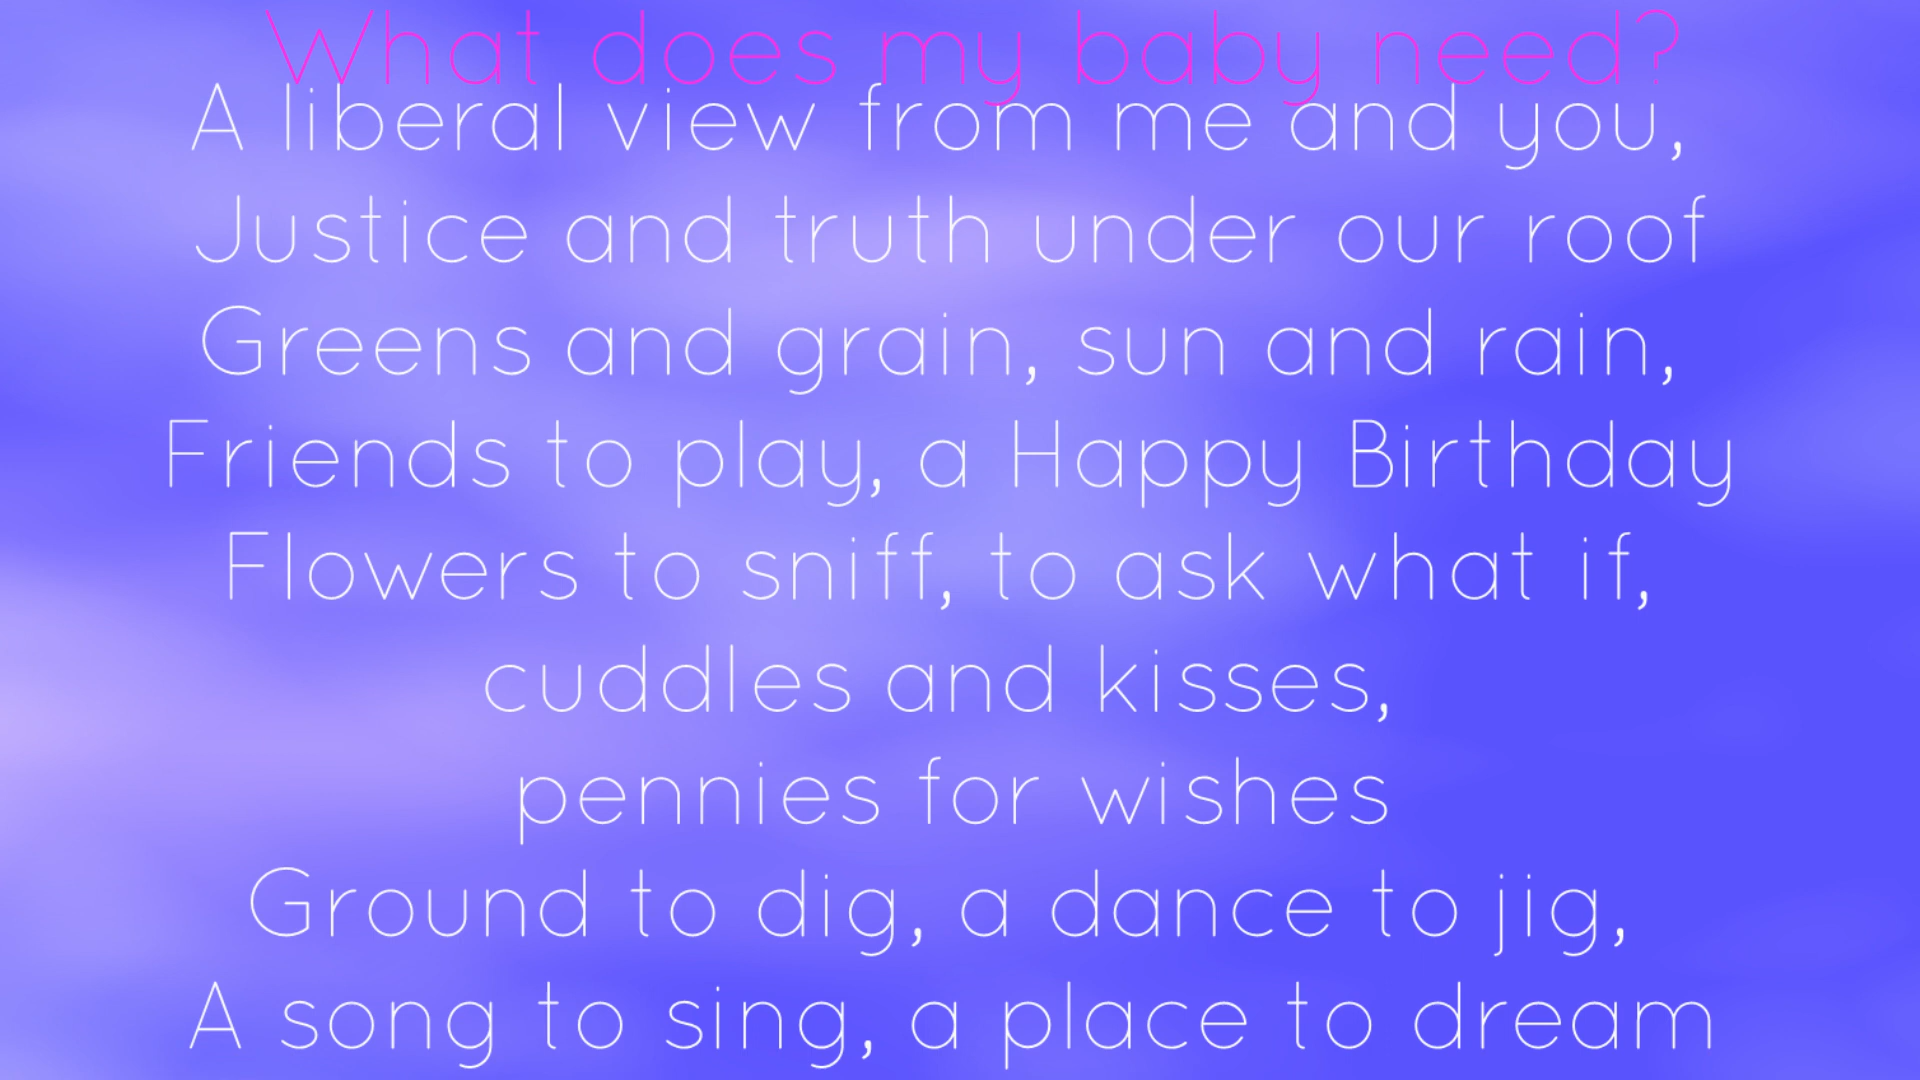 What does my baby need?
A liberal view from me and you,
Justice and truth under our roof
Greens and grain, sun and rain,
Friends to play, a Happy Birthday
Flowers to sniff, to ask what if,
cuddles and kisses,
pennies for wishes
Ground to dig, a dance to jig,
A song to sing, a place to dream